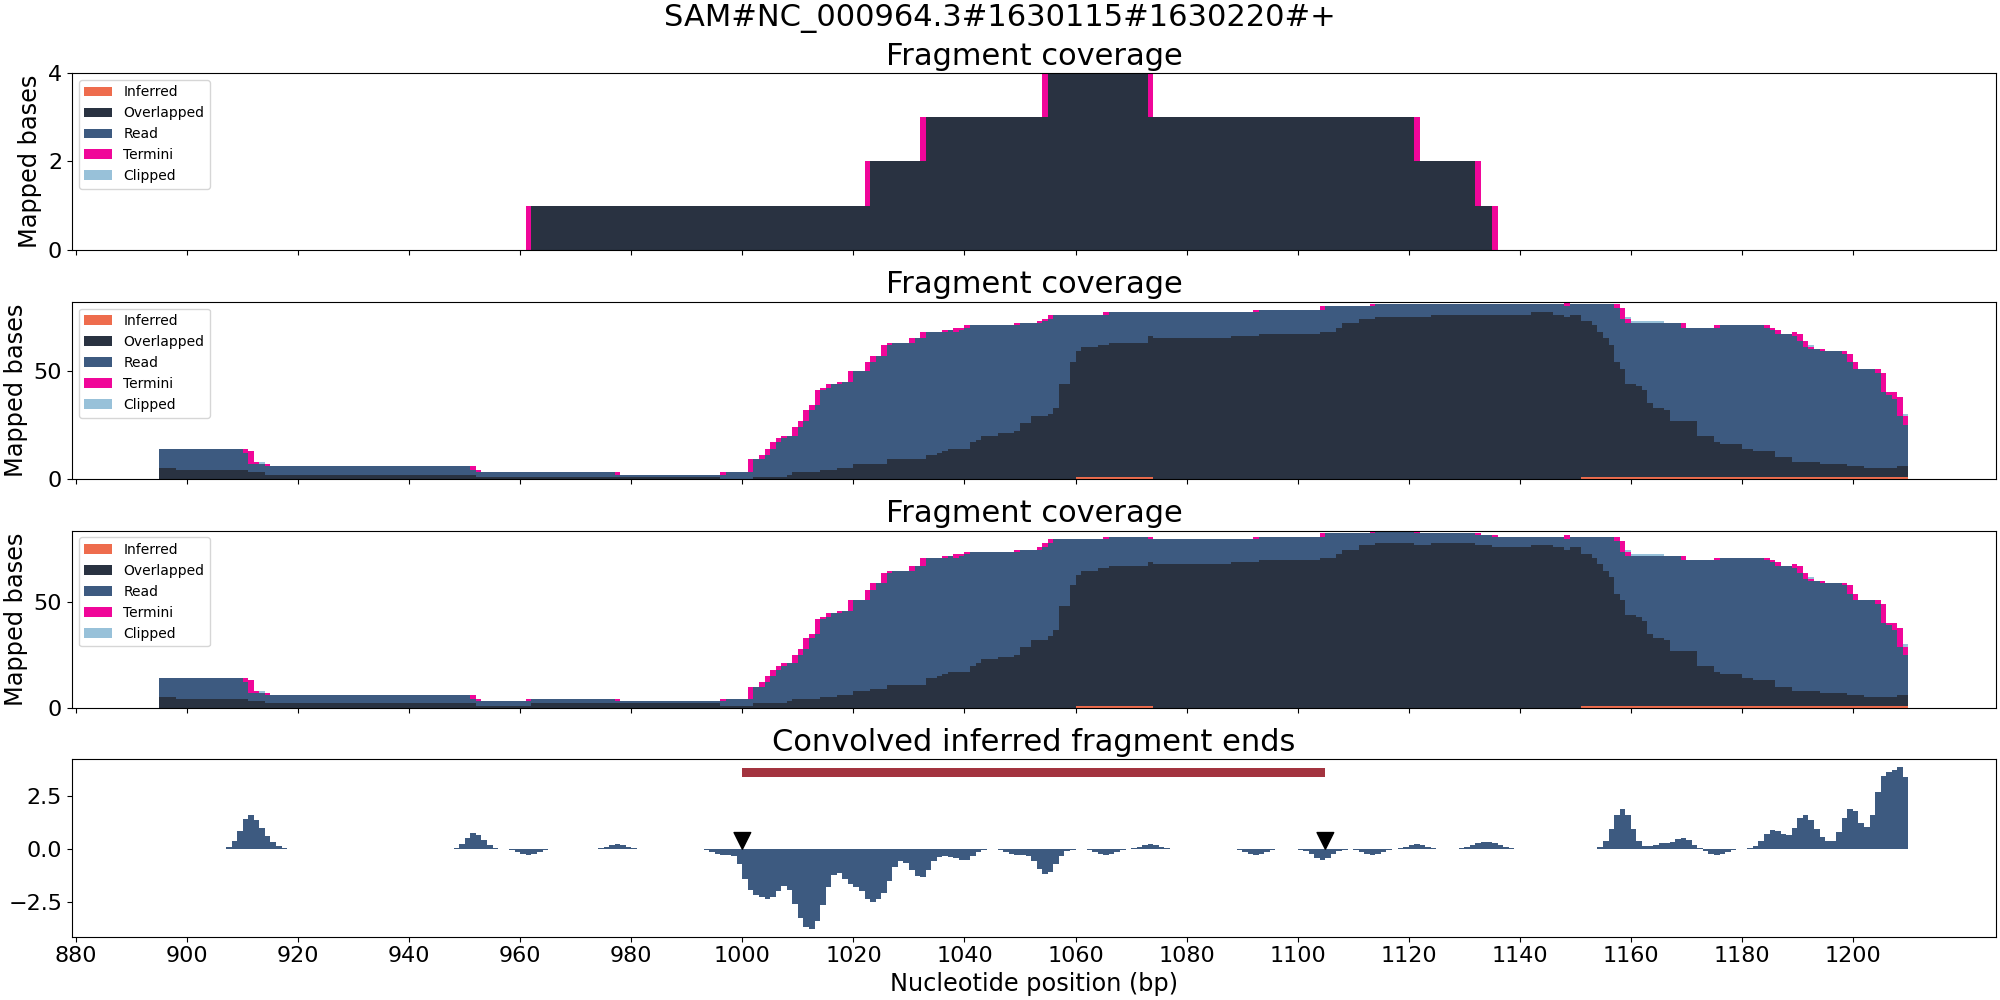 SAM#NC_000964.3#1630115#1630220#+
Fragment coverage
Mapped bases
4
2
0
Inferred
Overlapped
Read
Termini
Clipped
Fragment coverage
Mapped bases
50
0
Inferred
Overlapped
Read
Termini
Clipped
Fragment coverage
Mapped bases
50
0
Inferred
Overlapped
Read
Termini
Clipped
Convolved inferred fragment ends
2.5
0.0
−2.5
880 900 920 940 960 980 1000 1020 1040 1060 1080 1100 1120 1140 1160 1180 1200
Nucleotide position (bp)